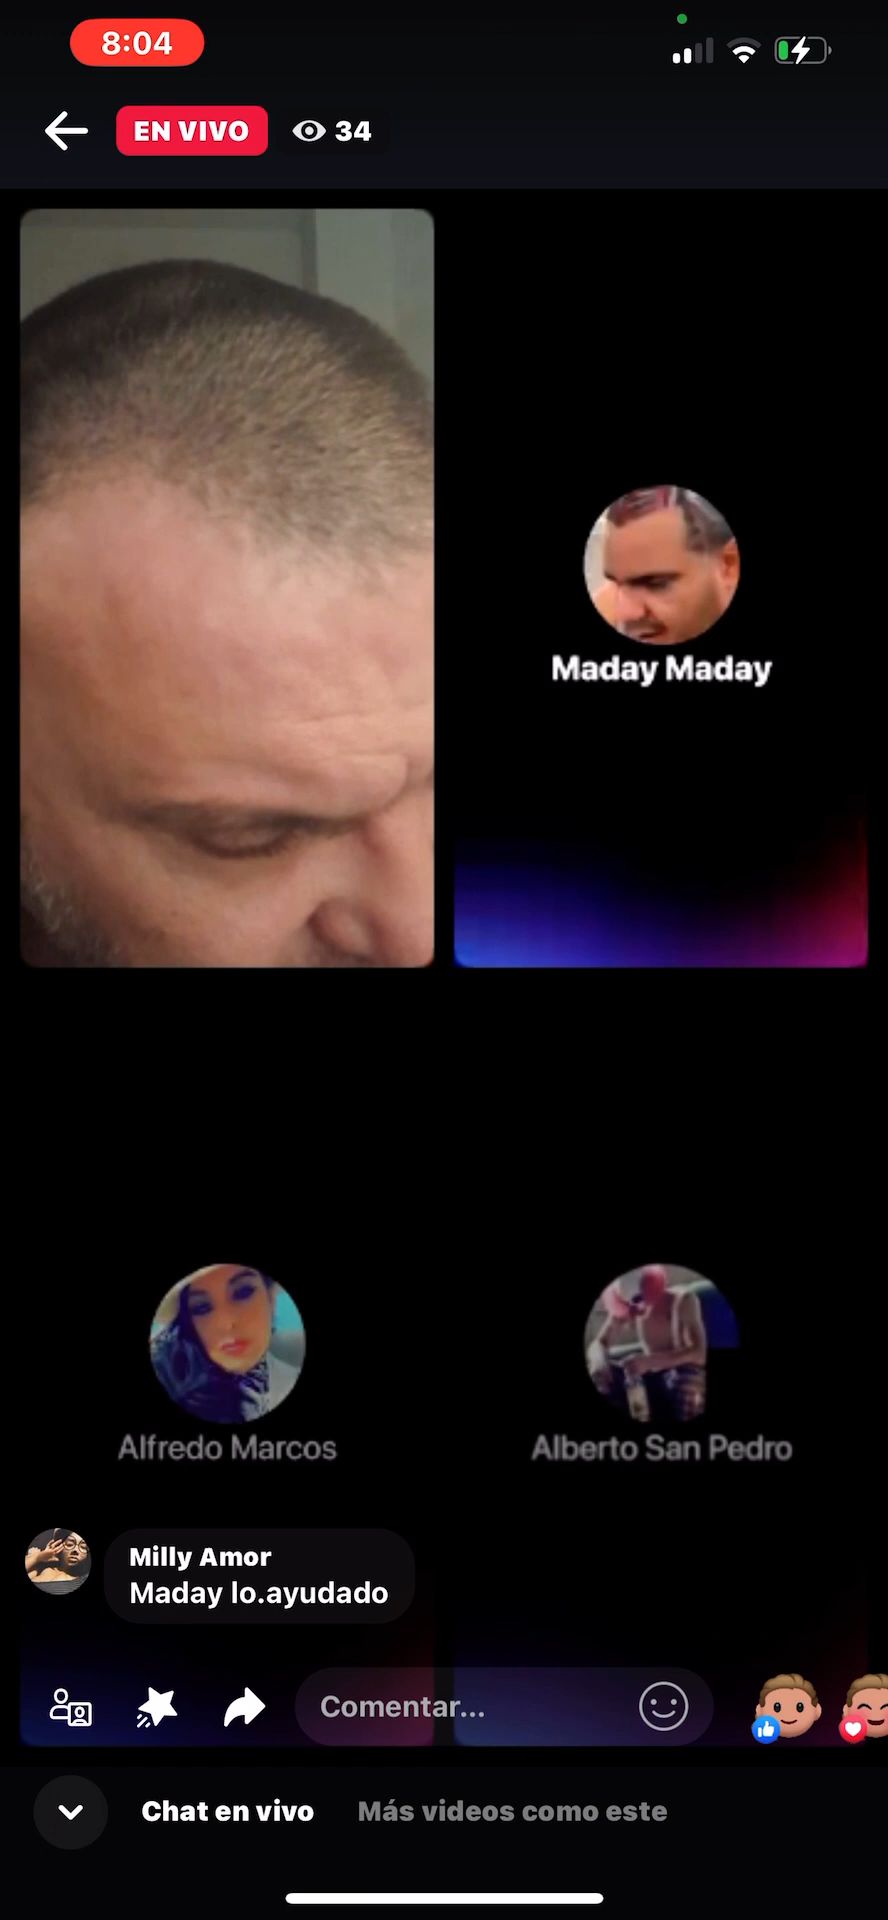 8:04
EN VIVO
34
Maday Maday
Alfredo Marcos
Alberto San Pedro
Milly Amor
Maday lo.ayudado
Comentar...
Chat en vivo
Más videos como este